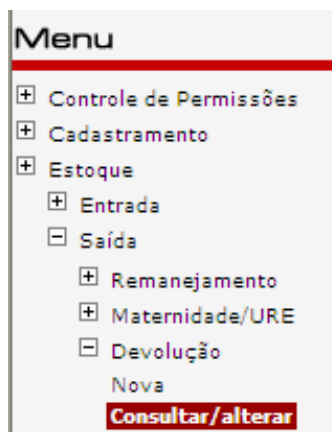 Menu
Controle de Permissões
Cadastramento
Estoque
Entrada
Saída
Remanejamento
Maternidade/URE
Devolução
Nova
Consultar/alterar